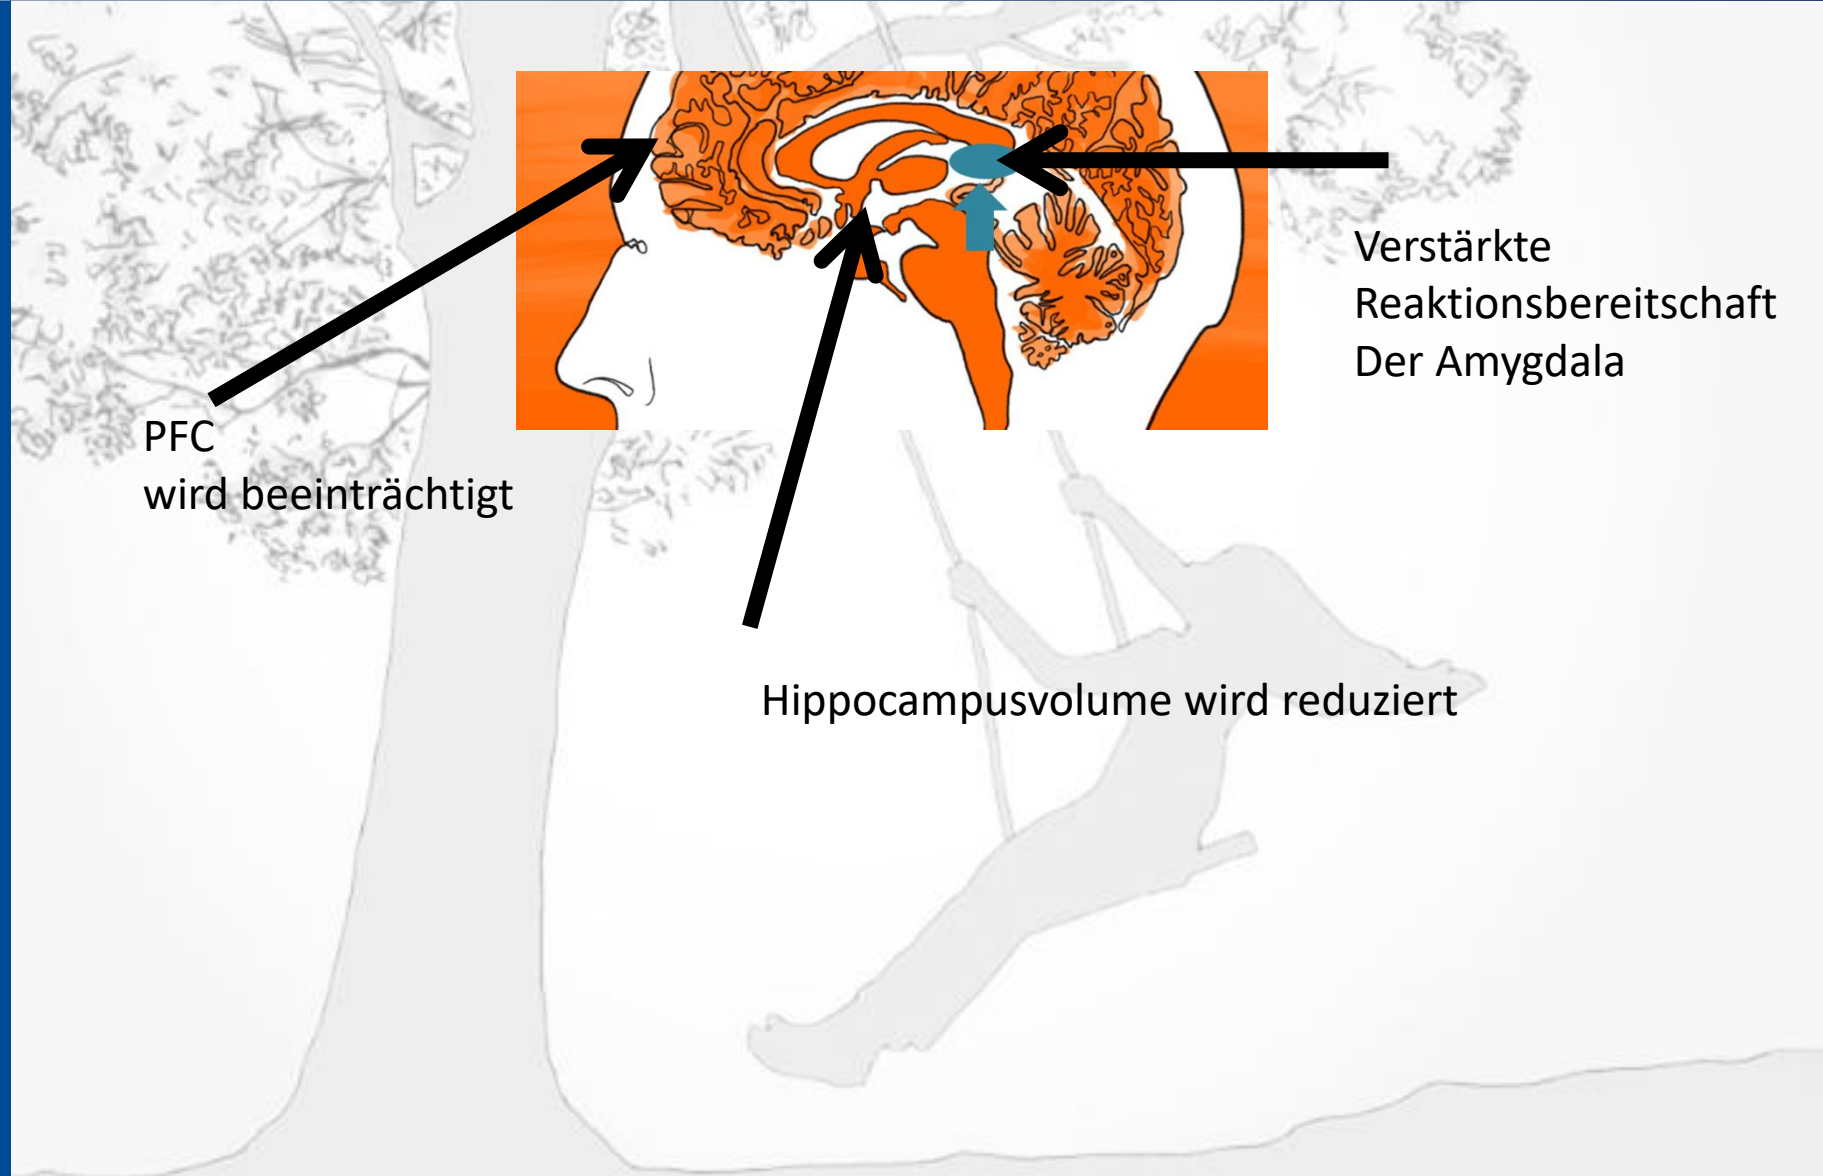 Verstärkte
Reaktionsbereitschaft
Der Amygdala
PFC
wird beeinträchtigt
Hippocampusvolume wird reduziert